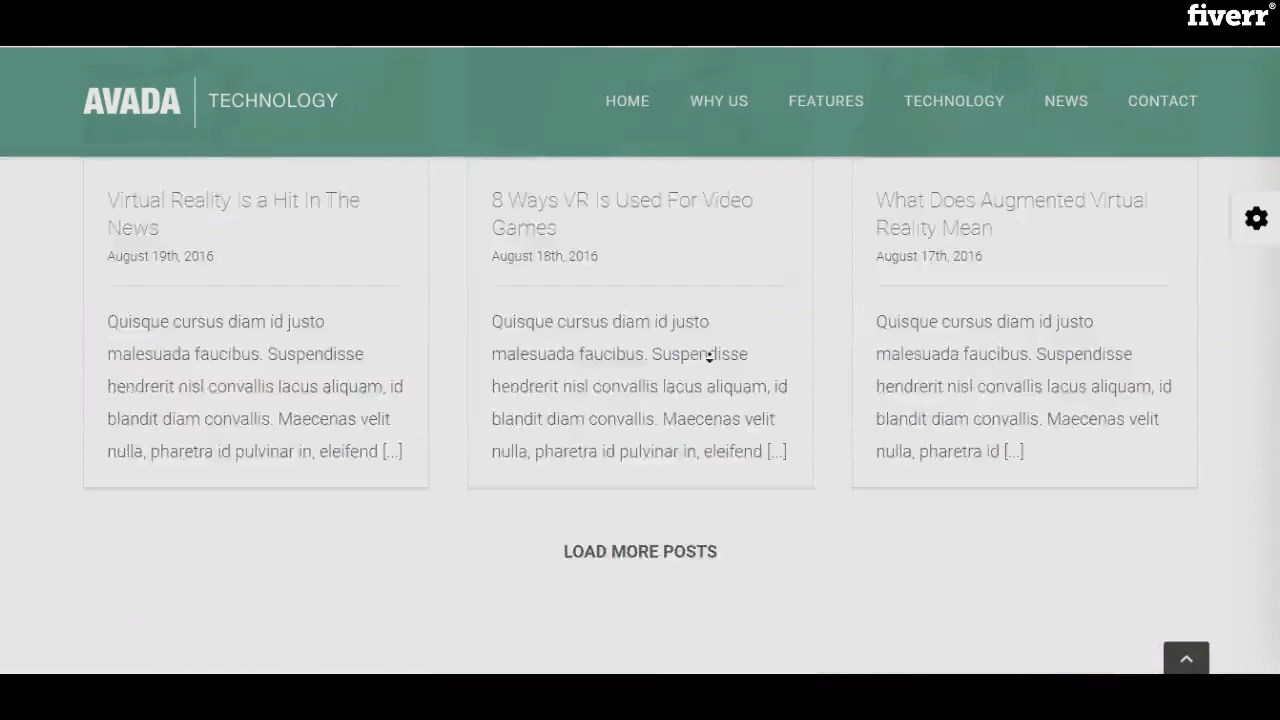 fiverr®
AVADA | TECHNOLOGY
HOME WHY US FEATURES TECHNOLOGY NEWS CONTACT
Virtual Reality Is a Hit In The
News
August 19th, 2016
Quisque cursus diam id justo
malesuada faucibus. Suspendisse
hendrerit nisl convallis lacus aliquam, id
blandit diam convallis. Maecenas velit
nulla, pharetra id pulvinar in, eleifend [...]
8 Ways VR Is Used For Video
Games
August 18th, 2016
Quisque cursus diam id justo
malesuada faucibus. Suspendisse
hendrerit nisl convallis lacus aliquam, id
blandit diam convallis. Maecenas velit
nulla, pharetra id pulvinar in, eleifend [...]
What Does Augmented Virtual
Reality Mean
August 17th, 2016
Quisque cursus diam id justo
malesuada faucibus. Suspendisse
hendrerit nisl convallis lacus aliquam, id
blandit diam convallis. Maecenas velit
nulla, pharetra id [...]
LOAD MORE POSTS